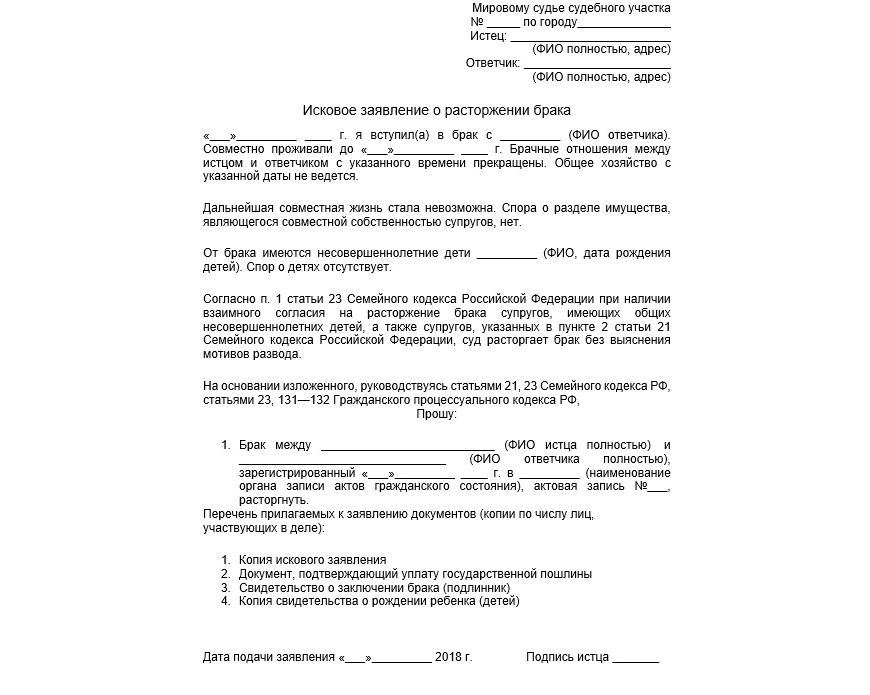 Мировому судье судебного участка
№ _____ по городу______________
Истец: ________________________
(ФИО полностью, адрес)
Ответчик: ______________________
(ФИО полностью, адрес)
Исковое заявление о расторжении брака
«___»_________ ____ г. я вступил(а) в брак с _________ (ФИО ответчика).
Совместно проживали до «___»_________ ____ г. Брачные отношения между
истцом и ответчиком с указанного времени прекращены. Общее хозяйство с
указанной даты не ведется.
Дальнейшая совместная жизнь стала невозможна. Спора о разделе имущества,
являющегося совместной собственностью супругов, нет.
От брака имеются несовершеннолетние дети _________ (ФИО, дата рождения
детей). Спор о детях отсутствует.
Согласно п. 1 статьи 23 Семейного кодекса Российской Федерации при наличии
взаимного согласия на расторжение брака супругов, имеющих общих
несовершеннолетних детей, а также супругов, указанных в пункте 2 статьи 21
Семейного кодекса Российской Федерации, суд расторгает брак без выяснения
мотивов развода.
На основании изложенного, руководствуясь статьями 21, 23 Семейного кодекса РФ,
статьями 23, 131—132 Гражданского процессуального кодекса РФ,
Прошу:
1. Брак между __________________________ (ФИО истца полностью) и
_______________________________ (ФИО ответчика полностью),
зарегистрированный «___»_________ ____ г. в _________ (наименование
органа записи актов гражданского состояния), актовая запись №___,
расторгнуть.
Перечень прилагаемых к заявлению документов (копии по числу лиц,
участвующих в деле):
1. Копия искового заявления
2. Документ, подтверждающий уплату государственной пошлины
3. Свидетельство о заключении брака (подлинник)
4. Копия свидетельства о рождении ребенка (детей)
Дата подачи заявления «___»_________ 2018 г. Подпись истца _______